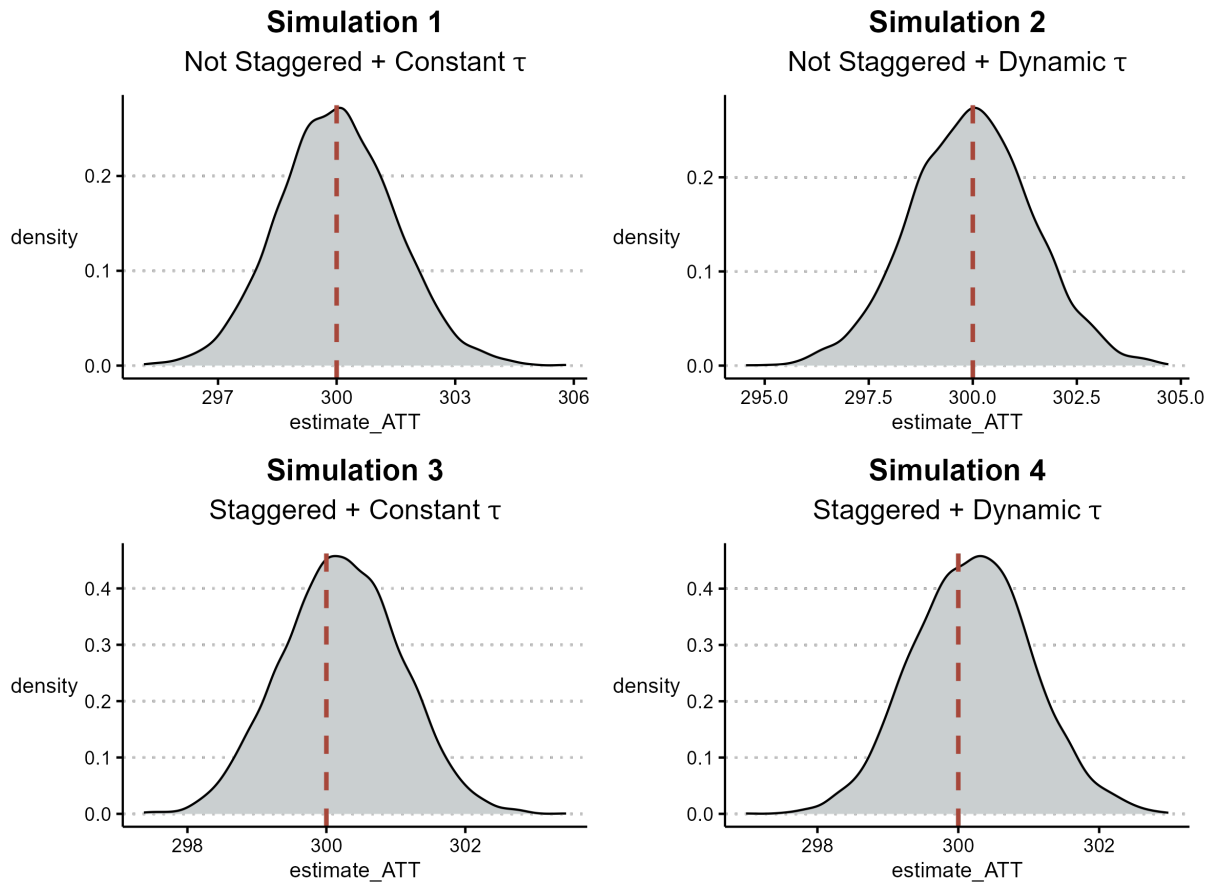 Simulation 1
Not Staggered + Constant τ
0.2
density
0.1
0.0
297 300 303 306
estimate_ATT
Simulation 2
Not Staggered + Dynamic τ
0.2
density
0.1
0.0
295.0 297.5 300.0 302.5 305.0
estimate_ATT
Simulation 3
Staggered + Constant τ
0.4
0.3
density
0.2
0.1
0.0
298 300 302
estimate_ATT
Simulation 4
Staggered + Dynamic τ
0.4
0.3
density
0.2
0.1
0.0
298 300 302
estimate_ATT